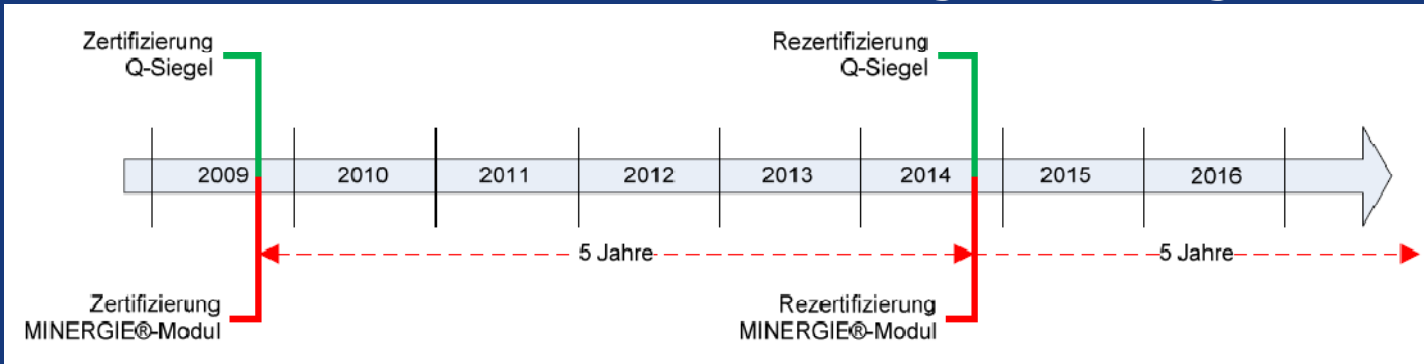 Zertifizierung
Q-Siegel
Rezertifizierung
Q-Siegel
2009 2010 2011 2012 2013 2014 2015 2016
5 Jahre
5 Jahre
Zertifizierung
MINERGIE®-Modul
Rezertifizierung
MINERGIE®-Modul